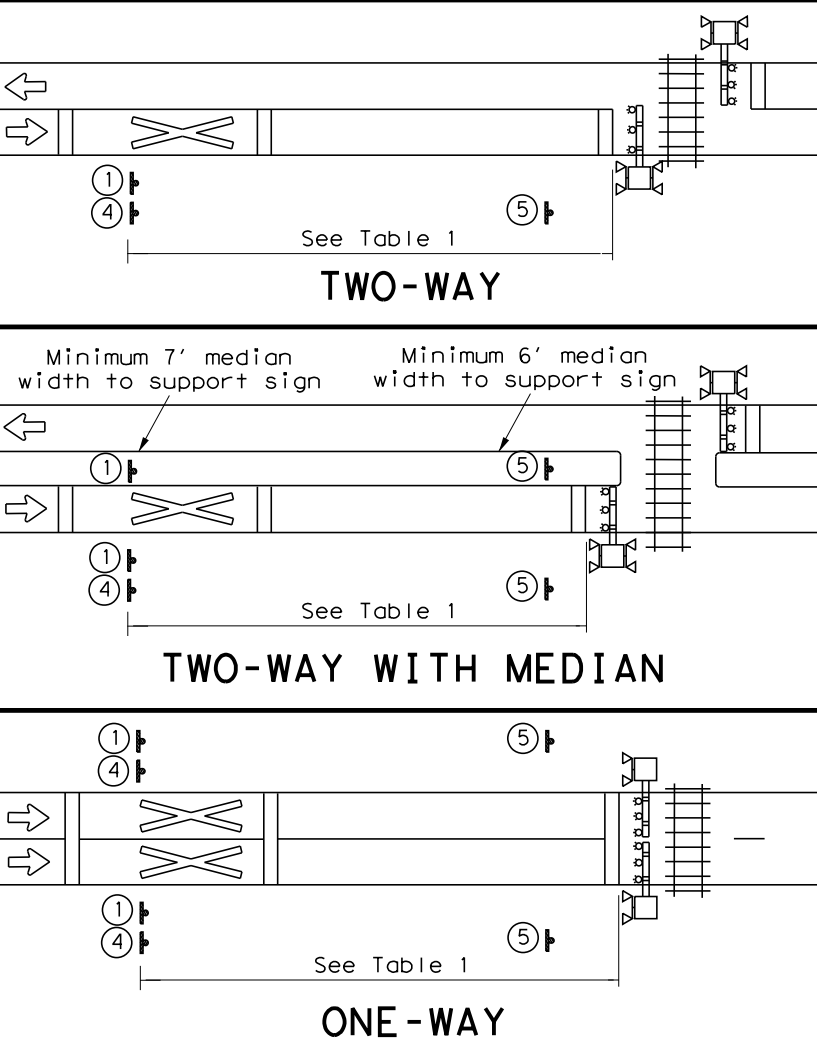 1
4
5
See Table 1
TWO-WAY
Minimum 7' median
width to support sign
Minimum 6' median
width to support sign
1
5
1
4
5
See Table 1
TWO-WAY WITH MEDIAN
1
4
5
1
4
5
See Table 1
ONE-WAY